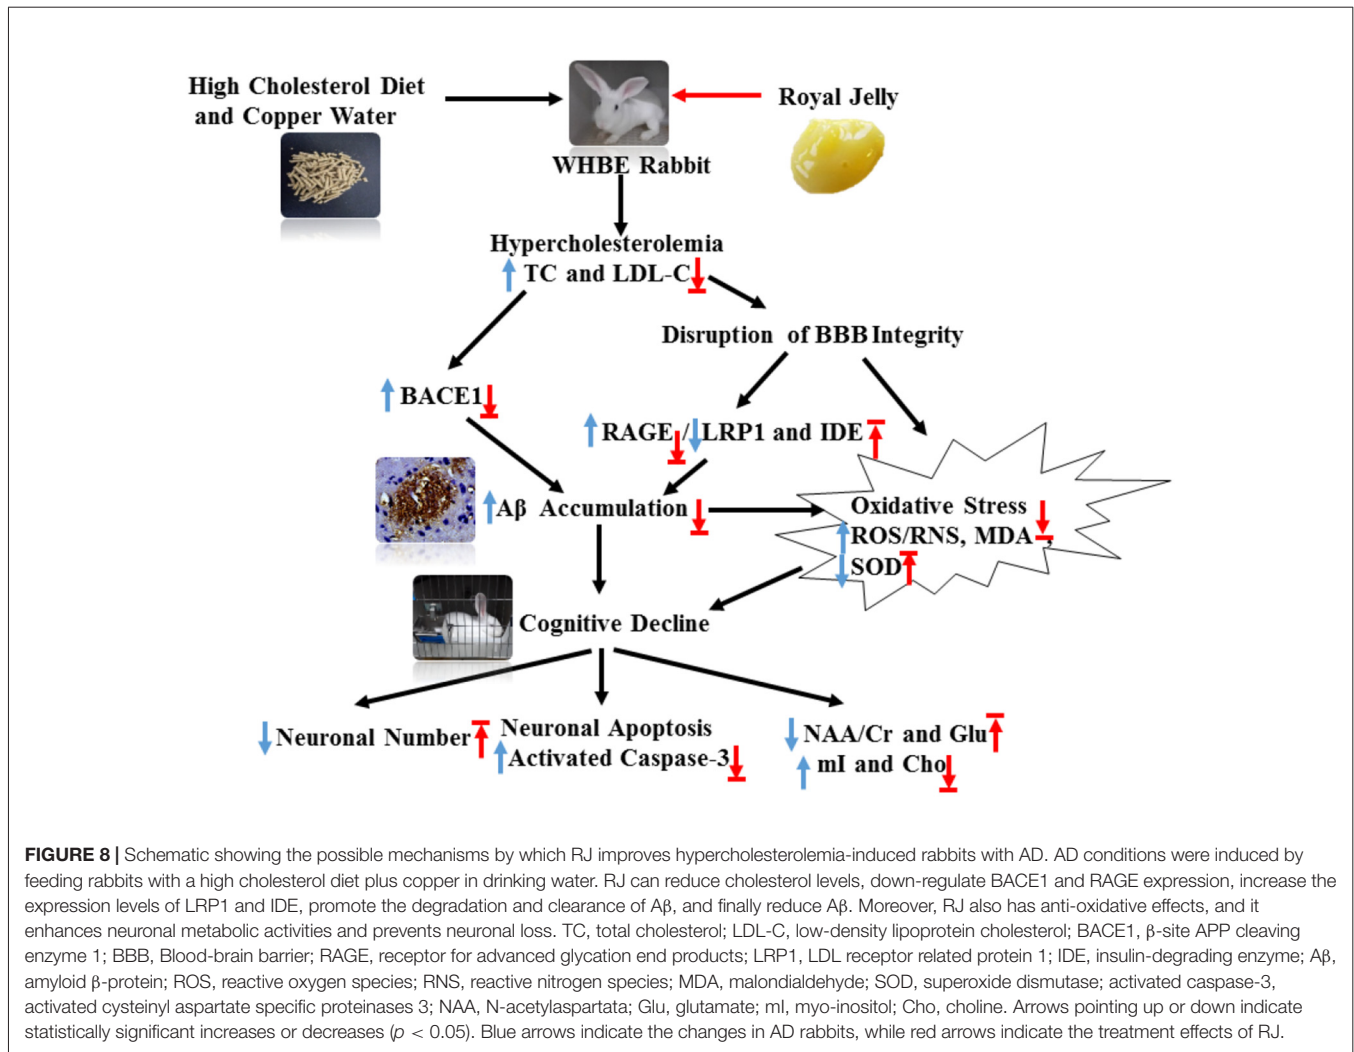 High Cholesterol Diet
and Copper Water
Royal Jelly
WHBE Rabbit
Hypercholesterolemia
TC and LDL-C
Disruption of BBB Integrity
BACE1
RAGE / LRP1 and IDE
Aβ Accumulation
Oxidative Stress
ROS/RNS, MDA ,
SOD
Cognitive Decline
Neuronal Number
Neuronal Apoptosis
Activated Caspase-3
NAA/Cr and Glu
mI and Cho
FIGURE 8 | Schematic showing the possible mechanisms by which RJ improves hypercholesterolemia-induced rabbits with AD. AD conditions were induced by
feeding rabbits with a high cholesterol diet plus copper in drinking water. RJ can reduce cholesterol levels, down-regulate BACE1 and RAGE expression, increase the
expression levels of LRP1 and IDE, promote the degradation and clearance of Aβ, and finally reduce Aβ. Moreover, RJ also has anti-oxidative effects, and it
enhances neuronal metabolic activities and prevents neuronal loss. TC, total cholesterol; LDL-C, low-density lipoprotein cholesterol; BACE1, β-site APP cleaving
enzyme 1; BBB, Blood-brain barrier; RAGE, receptor for advanced glycation end products; LRP1, LDL receptor related protein 1; IDE, insulin-degrading enzyme; Aβ,
amyloid β-protein; ROS, reactive oxygen species; RNS, reactive nitrogen species; MDA, malondialdehyde; SOD, superoxide dismutase; activated caspase-3,
activated cysteinyl aspartate specific proteinases 3; NAA, N-acetylaspartata; Glu, glutamate; mI, myo-inositol; Cho, choline. Arrows pointing up or down indicate
statistically significant increases or decreases (p < 0.05). Blue arrows indicate the changes in AD rabbits, while red arrows indicate the treatment effects of RJ.